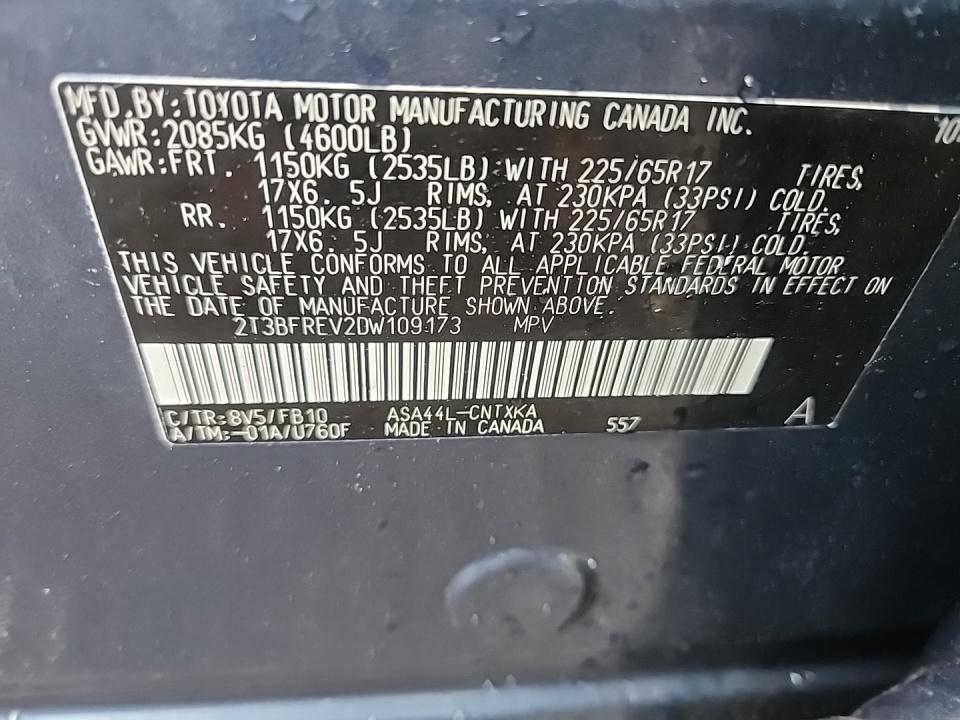 MFD.BY:TOYOTA MOTOR MANUFACTURING CANADA INC.
GVWR:2085KG (4600LB)
GAWR:FRT. 1150KG (2535LB) WITH 225/65R17 TIRES,
17X6. 5J RIMS, AT 230KPA (33PSI) COLD.
RR. 1150KG (2535LB) WITH 225/65R17 TIRES,
17X6. 5J RIMS, AT 230KPA (33PSI) COLD.
THIS VEHICLE CONFORMS TO ALL APPLICABLE FEDERAL MOTOR
VEHICLE SAFETY AND THEFT PREVENTION STANDARDS IN EFFECT ON
THE DATE OF MANUFACTURE SHOWN ABOVE.
2T3BFREV2DW109173 MPV
C/TR:8V5/FB10 ASA44L-CNTXKA
A/TM:-01A/U760F MADE IN CANADA 557 A